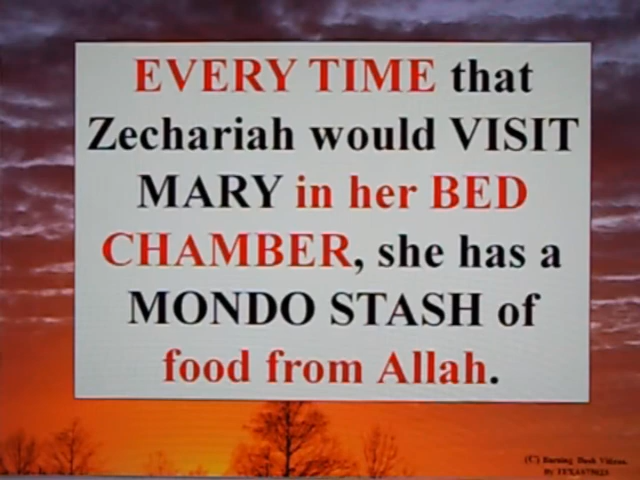 EVERY TIME that
Zechariah would VISIT
MARY in her BED
CHAMBER, she has a
MONDO STASH of
food from Allah.
(C) Burning Bush Videos.
By